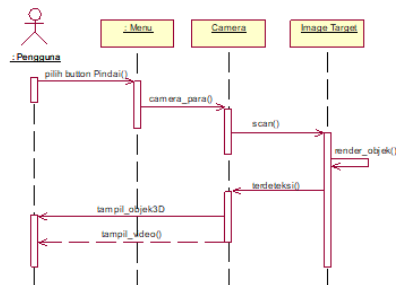 : Menu
Camera
Image Target
: Pengguna
pilih button Pindai()
camera_para()
scan()
render_objek()
terdeteksi()
tampil_objek3D
tampil_video()